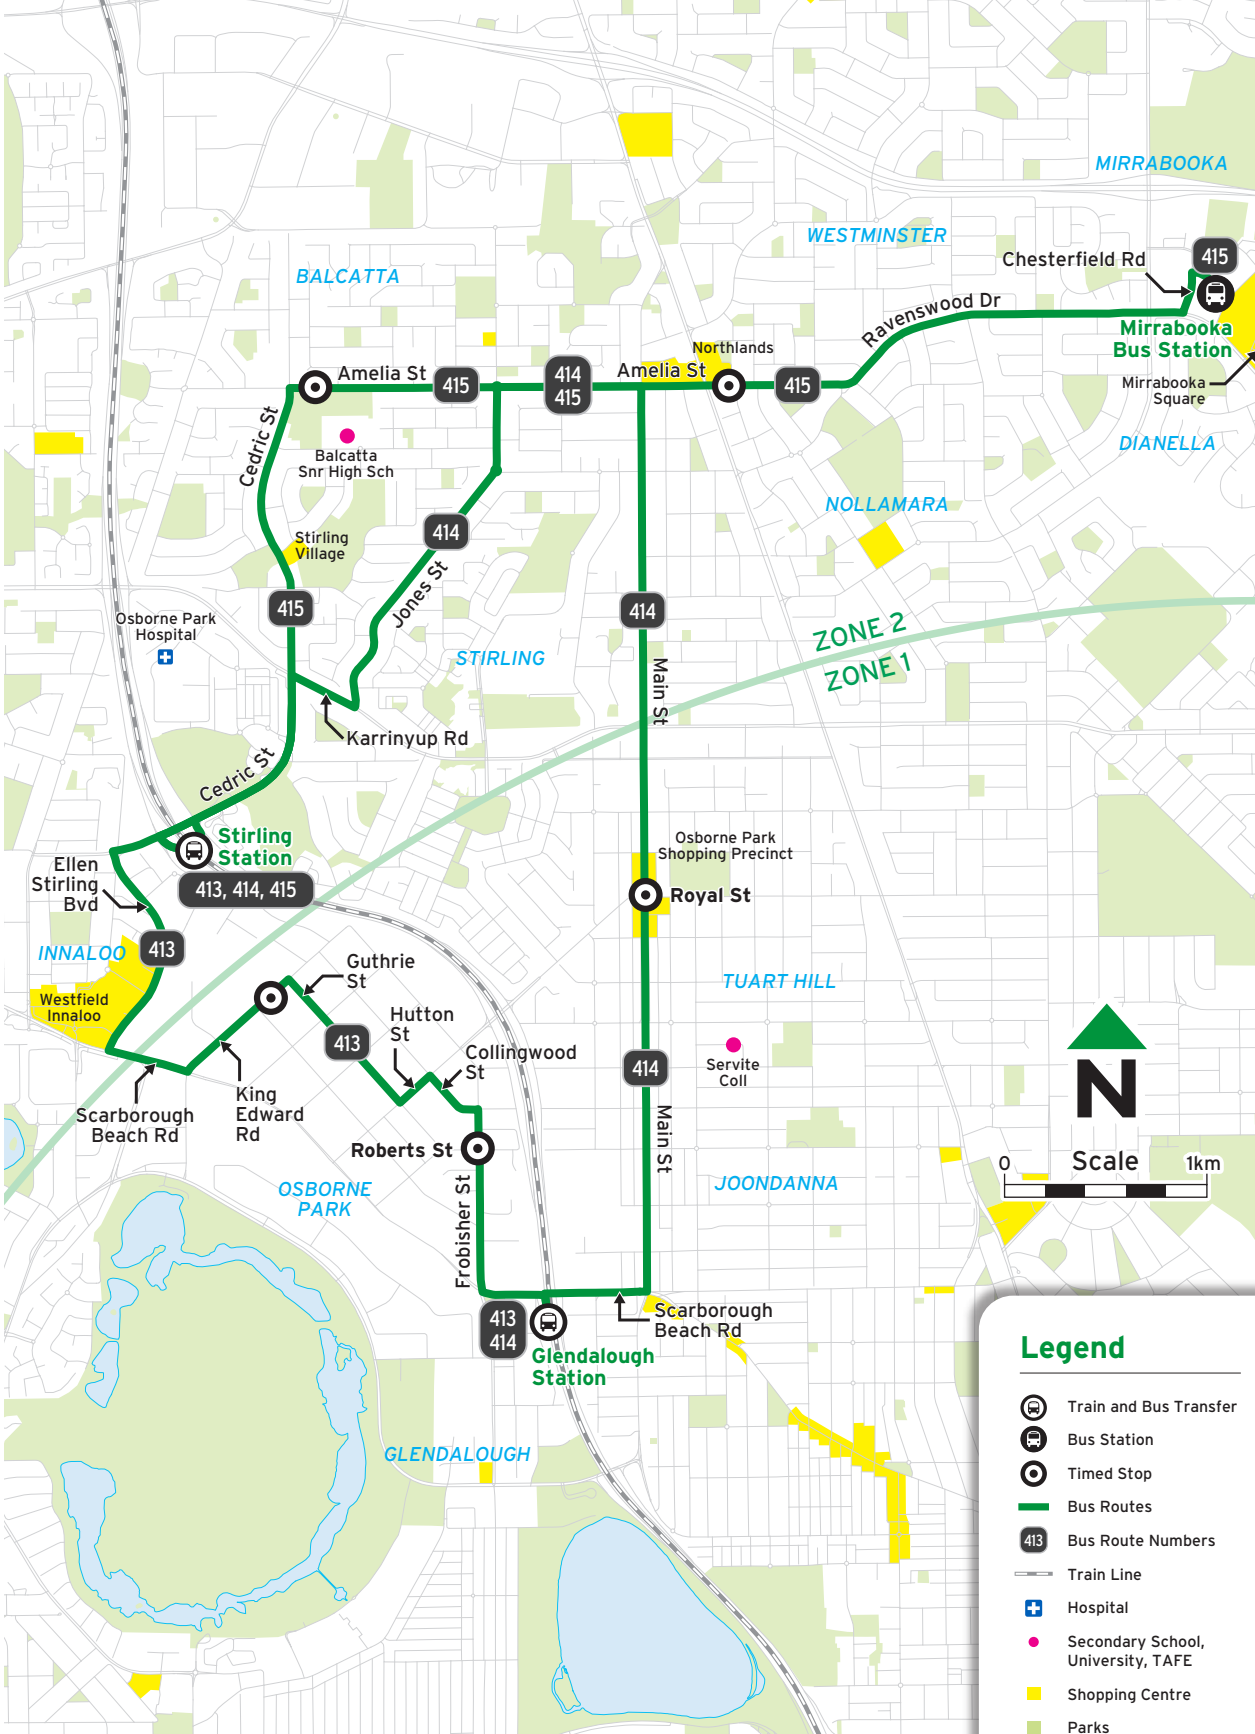 MIRRABOOKA
WESTMINSTER
Chesterfield Rd
415
BALCATTA
Ravenswood Dr
Mirrabooka
Bus Station
Northlands
Amelia St
415
414
415
Amelia St
415
Mirrabooka
Square
Cedric St
Balcatta
Snr High Sch
DIANELLA
NOLLAMARA
414
Stirling
Village
Jones St
415
414
Osborne Park
Hospital
ZONE 2
ZONE 1
STIRLING
Main St
Karrinyup Rd
Cedric St
Stirling
Station
413, 414, 415
Osborne Park
Shopping Precinct
Royal St
Ellen
Stirling
Bvd
INNALOO
413
Westfield
Innaloo
Guthrie
St
TUART HILL
Hutton
St
413
Collingwood
St
414
Servite
Coll
Scarborough
Beach Rd
King
Edward
Rd
Main St
Roberts St
OSBORNE
PARK
Frobisher St
JOONDANNA
N
0
Scale
1km
413
414
Scarborough
Beach Rd
Glendalough
Station
GLENDALOUGH
Legend
Train and Bus Transfer
Bus Station
Timed Stop
Bus Routes
413
Bus Route Numbers
Train Line
Hospital
Secondary School,
University, TAFE
Shopping Centre
Parks